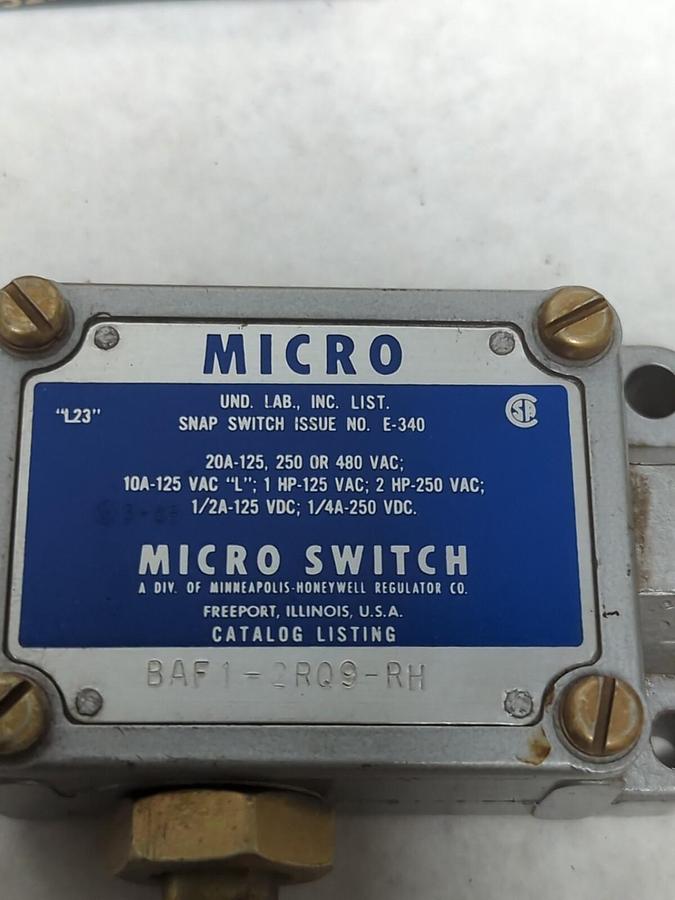 MICRO
"L23"
UND. LAB., INC. LIST.
SNAP SWITCH ISSUE NO. E-340
20A-125, 250 OR 480 VAC;
10A-125 VAC "L"; 1 HP-125 VAC; 2 HP-250 VAC;
1/2A-125 VDC; 1/4A-250 VDC.
MICRO SWITCH
A DIV. OF MINNEAPOLIS-HONEYWELL REGULATOR CO.
FREEPORT, ILLINOIS, U.S.A.
CATALOG LISTING
BAF1-2RQ9-RH